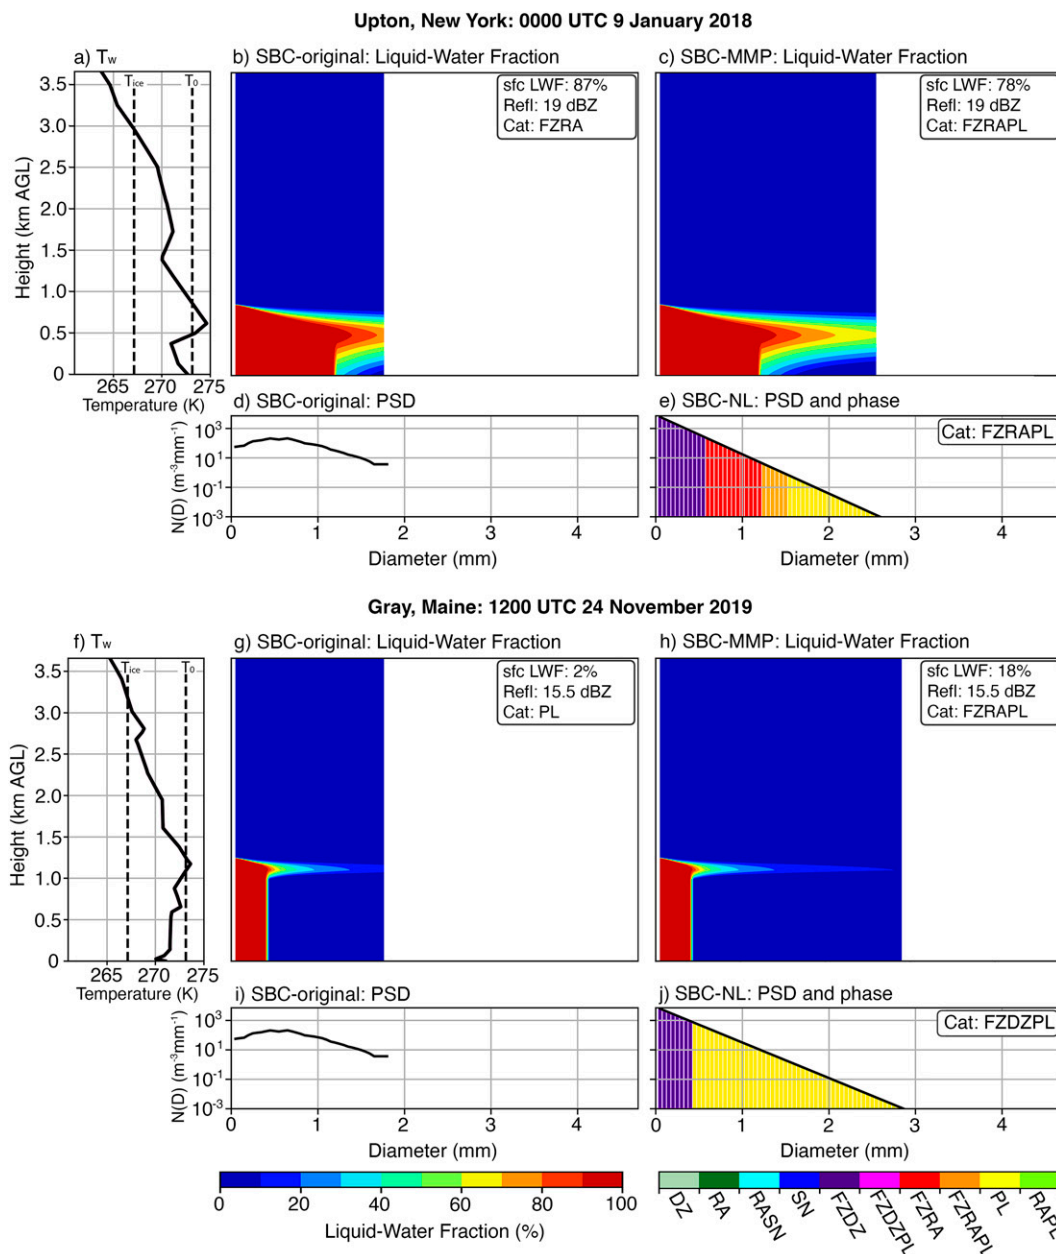 Upton, New York: 0000 UTC 9 January 2018
a) Tw
b) SBC-original: Liquid-Water Fraction
c) SBC-MMP: Liquid-Water Fraction
Tice T0
sfc LWF: 87%
Refl: 19 dBZ
Cat: FZRA
sfc LWF: 78%
Refl: 19 dBZ
Cat: FZRAPL
3.5
3.0
2.5
2.0
1.5
1.0
0.5
0
Height (km AGL)
265 270 275
Temperature (K)
d) SBC-original: PSD
e) SBC-NL: PSD and phase
Cat: FZRAPL
N(D) (m-3mm-1)
10^3
10^1
10^-1
10^-3
0 1 2 3 4
Diameter (mm)
0 1 2 3 4
Diameter (mm)
Gray, Maine: 1200 UTC 24 November 2019
f) Tw
g) SBC-original: Liquid-Water Fraction
h) SBC-MMP: Liquid-Water Fraction
Tice T0
sfc LWF: 2%
Refl: 15.5 dBZ
Cat: PL
sfc LWF: 18%
Refl: 15.5 dBZ
Cat: FZRAPL
3.5
3.0
2.5
2.0
1.5
1.0
0.5
0
Height (km AGL)
265 270 275
Temperature (K)
i) SBC-original: PSD
j) SBC-NL: PSD and phase
Cat: FZDZPL
N(D) (m-3mm-1)
10^3
10^1
10^-1
10^-3
0 1 2 3 4
Diameter (mm)
0 1 2 3 4
Diameter (mm)
0 20 40 60 80 100
Liquid-Water Fraction (%)
DZ
RA
RASN
SN
FZDZ
FZDZPL
FZRA
FZRAPL
PL
RAPL